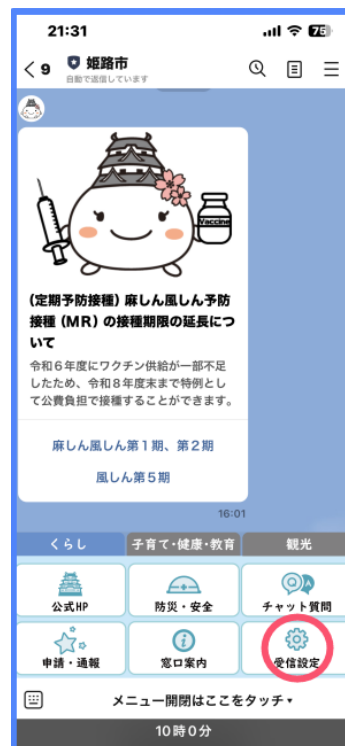 21:31
75
9
姫路市
自動で返信しています
Vaccine
(定期予防接種) 麻しん風しん予防
接種(MR)の接種期限の延長につ
いて
令和6年度にワクチン供給が一部不足
したため、令和8年度末まで特例とし
て公費負担で接種することができます。
麻しん風しん第1期、第2期
風しん第5期
16:01
くらし 子育て・健康・教育 観光
公式HP 防災・安全 チャット質問
申請・通報 窓口案内 受信設定
メニュー開閉はここをタッチ▾
10時0分